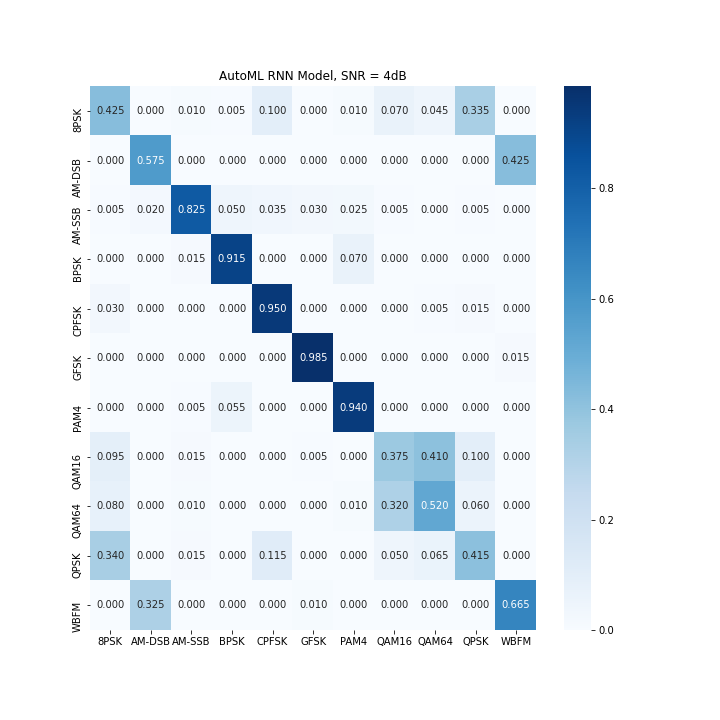 AutoML RNN Model, SNR = 4dB
8PSK 0.425 0.000 0.010 0.005 0.100 0.000 0.010 0.070 0.045 0.335 0.000
AM-DSB 0.000 0.575 0.000 0.000 0.000 0.000 0.000 0.000 0.000 0.000 0.425
AM-SSB 0.005 0.020 0.825 0.050 0.035 0.030 0.025 0.005 0.000 0.005 0.000
BPSK 0.000 0.000 0.015 0.915 0.000 0.000 0.070 0.000 0.000 0.000 0.000
CPFSK 0.030 0.000 0.000 0.000 0.950 0.000 0.000 0.000 0.005 0.015 0.000
GFSK 0.000 0.000 0.000 0.000 0.000 0.985 0.000 0.000 0.000 0.000 0.015
PAM4 0.000 0.000 0.005 0.055 0.000 0.000 0.940 0.000 0.000 0.000 0.000
QAM16 0.095 0.000 0.015 0.000 0.000 0.005 0.000 0.375 0.410 0.100 0.000
QAM64 0.080 0.000 0.010 0.000 0.000 0.000 0.010 0.320 0.520 0.060 0.000
QPSK 0.340 0.000 0.015 0.000 0.115 0.000 0.000 0.050 0.065 0.415 0.000
WBFM 0.000 0.325 0.000 0.000 0.000 0.010 0.000 0.000 0.000 0.000 0.665
8PSK AM-DSB AM-SSB BPSK CPFSK GFSK PAM4 QAM16 QAM64 QPSK WBFM
0.8
0.6
0.4
0.2
0.0